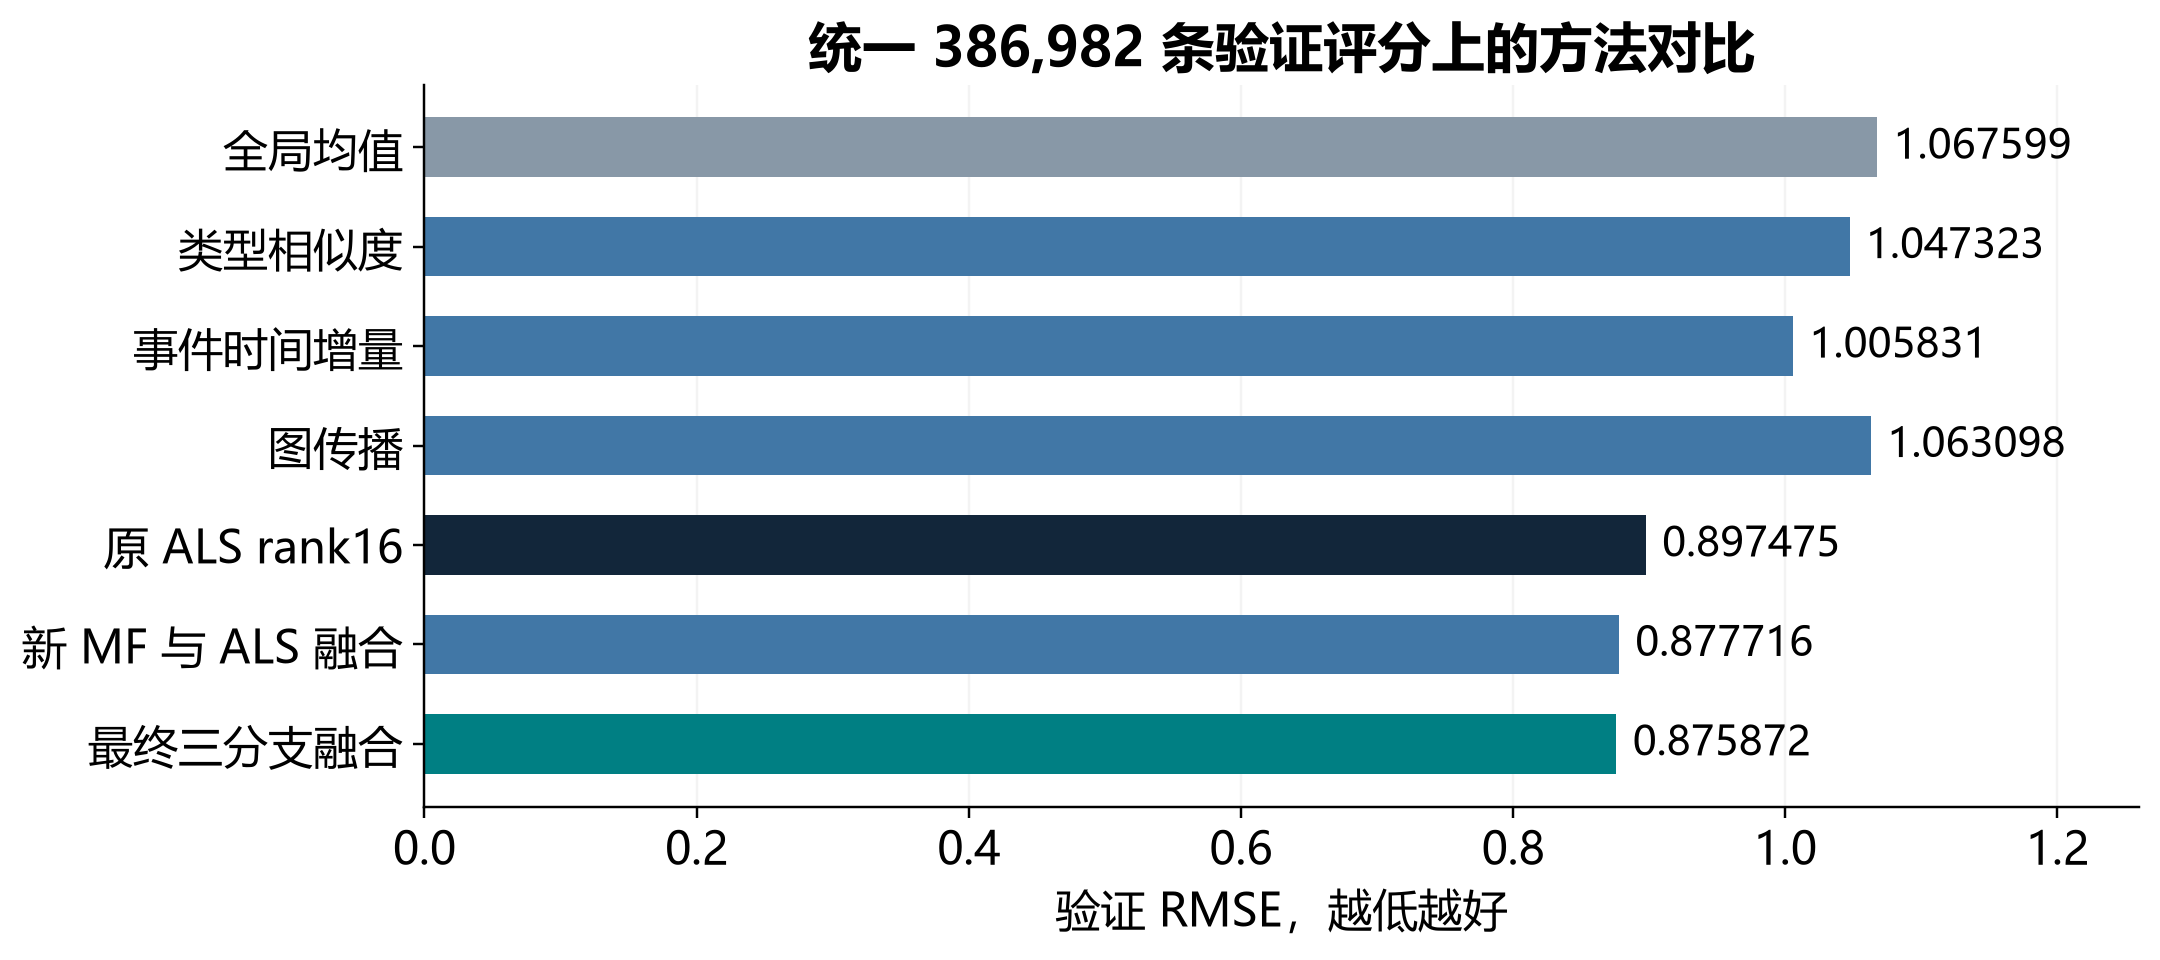 统一 386,982 条验证评分上的方法对比
全局均值 1.067599
类型相似度 1.047323
事件时间增量 1.005831
图传播 1.063098
原 ALS rank16 0.897475
新 MF 与 ALS 融合 0.877716
最终三分支融合 0.875872
0.0 0.2 0.4 0.6 0.8 1.0 1.2
验证 RMSE，越低越好